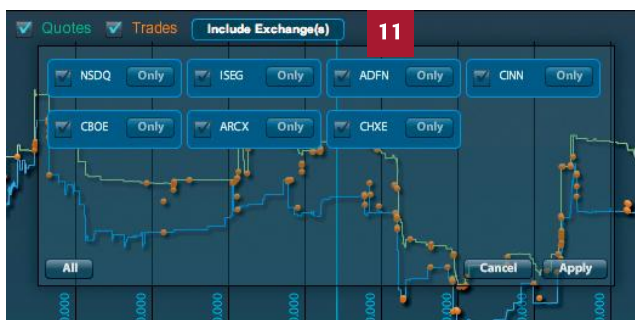 Quotes Trades Include Exchange(s) 11
NSDQ Only ISEG Only ADFN Only CINN Only
CBOE Only ARCX Only CHXE Only
All Cancel Apply